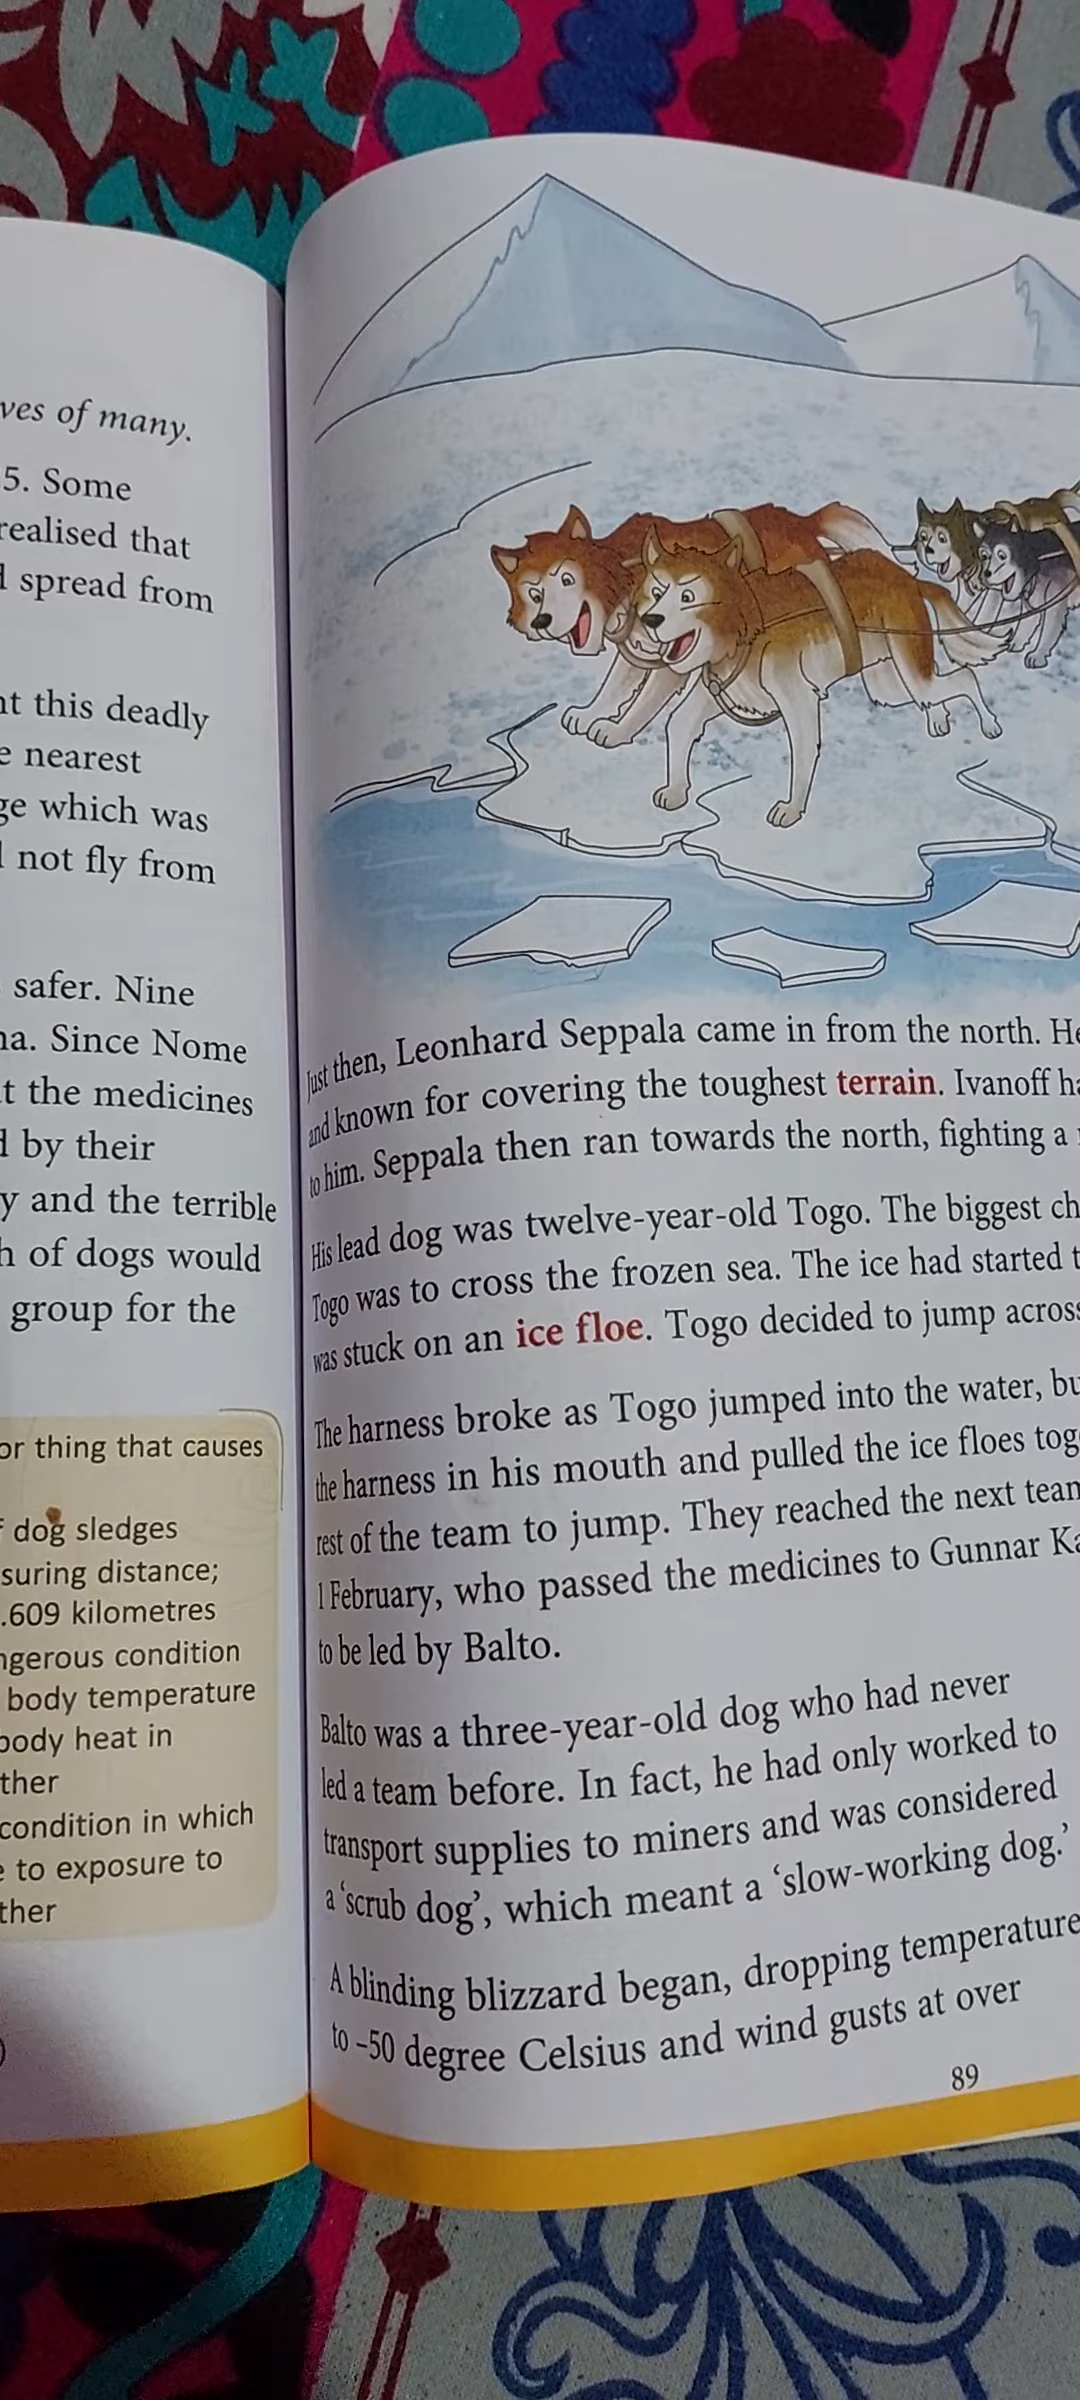 ves of many.
5. Some
realised that
spread from
this deadly
nearest
which was
not fly from
safer. Nine
Since Nome
the medicines
by their
and the terrible
of dogs would
group for the
or thing that causes
dog sledges
suring distance;
.609 kilometres
ngerous condition
body temperature
body heat in
ther
condition in which
to exposure to
ther
Just then, Leonhard Seppala came in from the north. He
and known for covering the toughest terrain. Ivanoff ha
to him. Seppala then ran towards the north, fighting a
His lead dog was twelve-year-old Togo. The biggest ch
Togo was to cross the frozen sea. The ice had started t
was stuck on an ice floe. Togo decided to jump across
The harness broke as Togo jumped into the water, bu
the harness in his mouth and pulled the ice floes tog
rest of the team to jump. They reached the next team
1 February, who passed the medicines to Gunnar Ka
to be led by Balto.
Balto was a three-year-old dog who had never
led a team before. In fact, he had only worked to
transport supplies to miners and was considered
a ‘scrub dog’, which meant a ‘slow-working dog.’
A blinding blizzard began, dropping temperature
to –50 degree Celsius and wind gusts at over
89